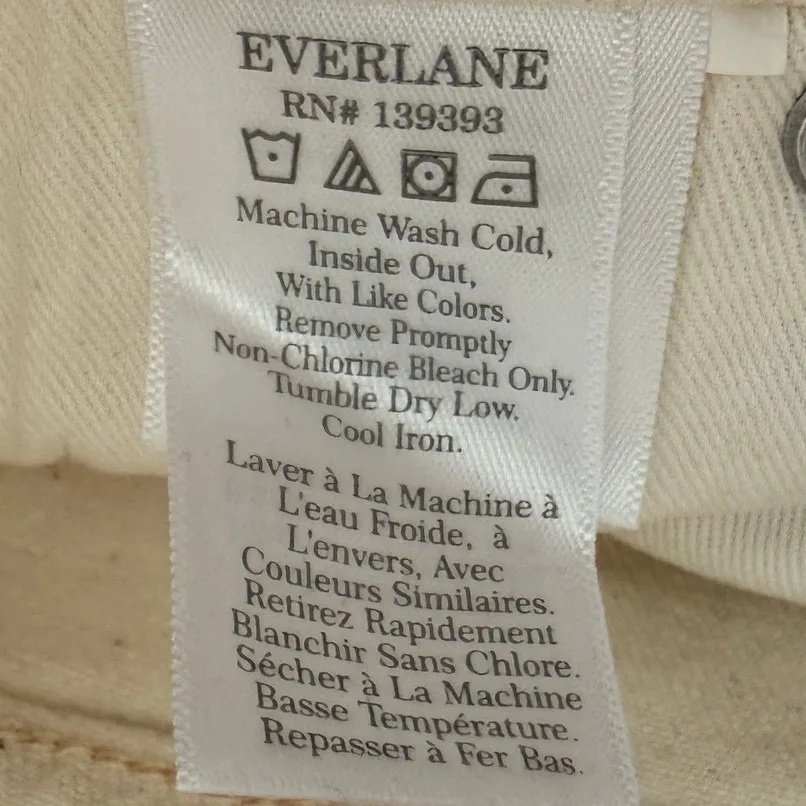 EVERLANE
RN# 139393
Machine Wash Cold,
Inside Out,
With Like Colors.
Remove Promptly
Non-Chlorine Bleach Only.
Tumble Dry Low.
Cool Iron.
Laver à La Machine à
L'eau Froide, à
L'envers, Avec
Couleurs Similaires.
Retirez Rapidement
Blanchir Sans Chlore.
Sécher à La Machine
Basse Température.
Repasser à Fer Bas.